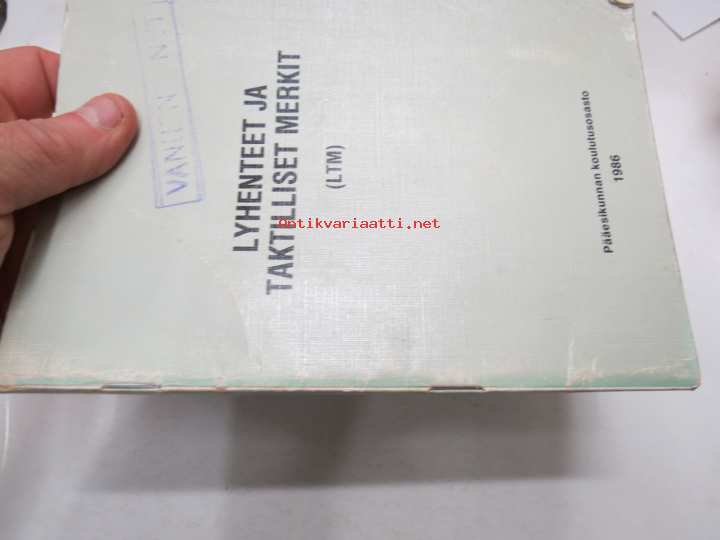 LYHENTEET JA
TAKTILLISET MERKIT
(LTM)
Pääesikunnan koulutusosasto
1986
Antikvariaatti.net